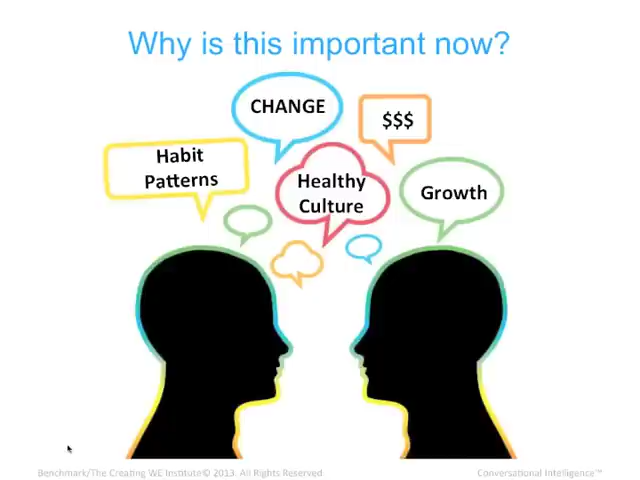 Why is this important now?
CHANGE
$$$
Habit
Patterns
Healthy
Culture
Growth
Benchmark/The Creating WE Institute© 2013. All Rights Reserved
Conversational Intelligence™